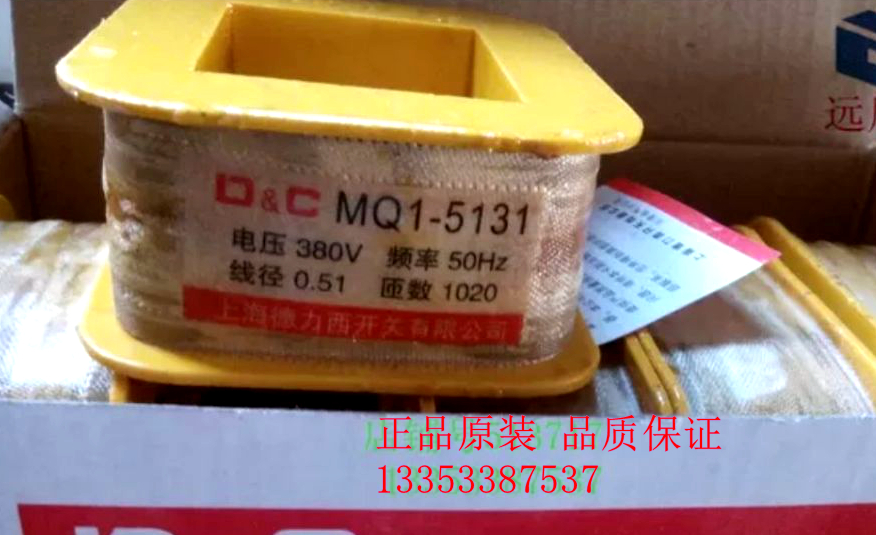 远
D&C MQ1-5131
电压 380V 频率 50Hz
线径 0.51 匝数 1020
上海德力西开关有限公司
正品原装 品质保证
13353387537